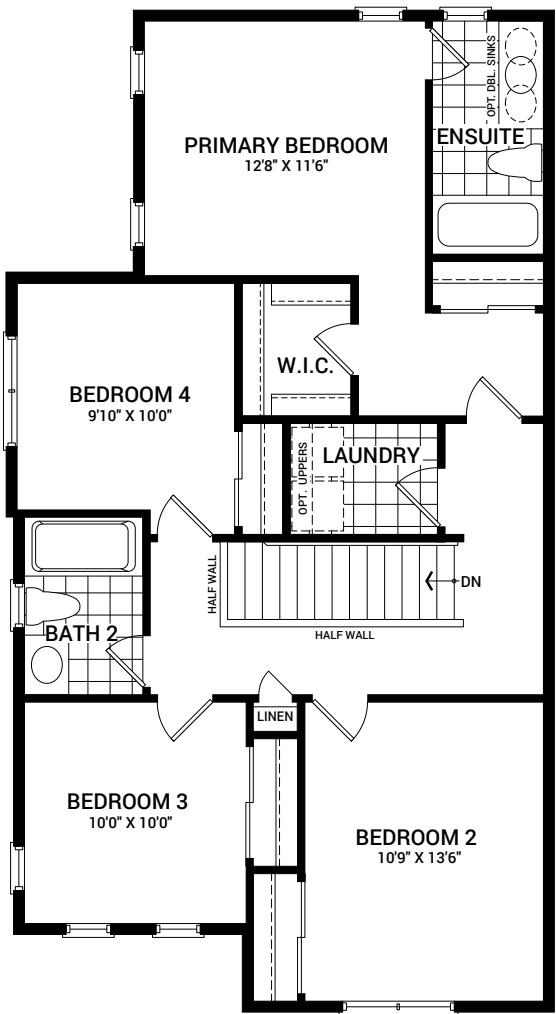 OPT. DBL. SINKS
ENSUITE
PRIMARY BEDROOM
12'8" X 11'6"
W.I.C.
BEDROOM 4
9'10" X 10'0"
LAUNDRY
OPT. UPPERS
HALF WALL
DN
HALF WALL
BATH 2
LINEN
BEDROOM 3
10'0" X 10'0"
BEDROOM 2
10'9" X 13'6"